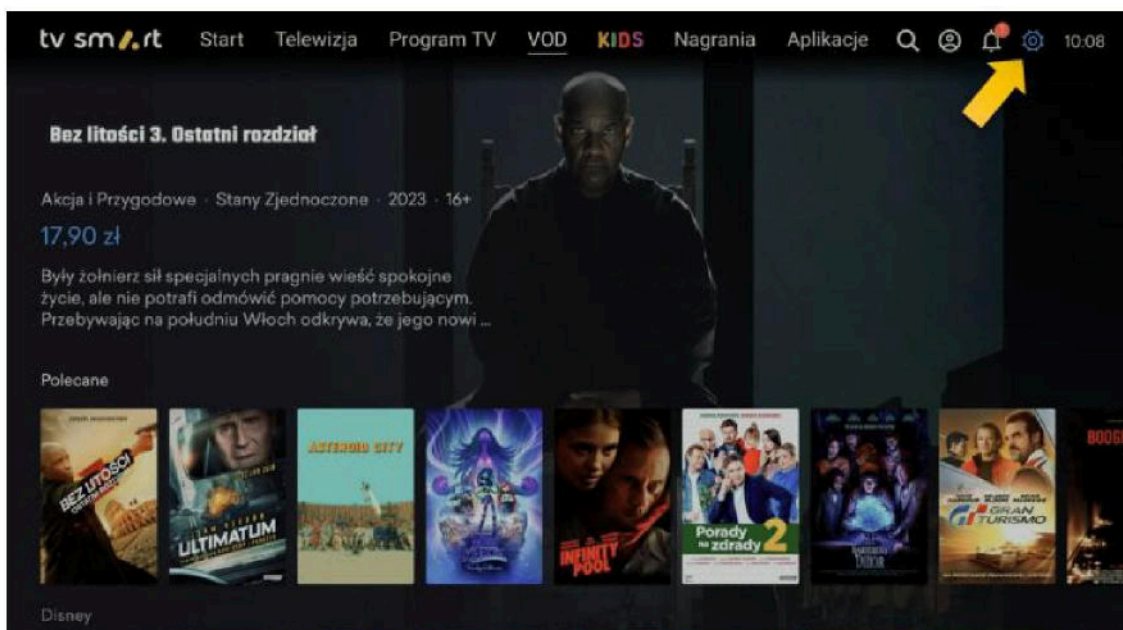 tv smart Start Telewizja Program TV VOD KIDS Nagrania Aplikacje 10:08
Bez litości 3. Ostatni rozdział
Akcja i Przygodowe · Stany Zjednoczone · 2023 · 16+
17,90 zł
Były żołnierz sił specjalnych pragnie wieść spokojne
życie, ale nie potrafi odmówić pomocy potrzebującym.
Przebywając na południu Włoch odkrywa, że jego nowi ...
Polecane
BEZ LITOŚCI
ULTIMATUM
ASTEROID CITY
INFINITY
POOL
Porady
na zdrady 2
GRAN
TURISMO
Disney